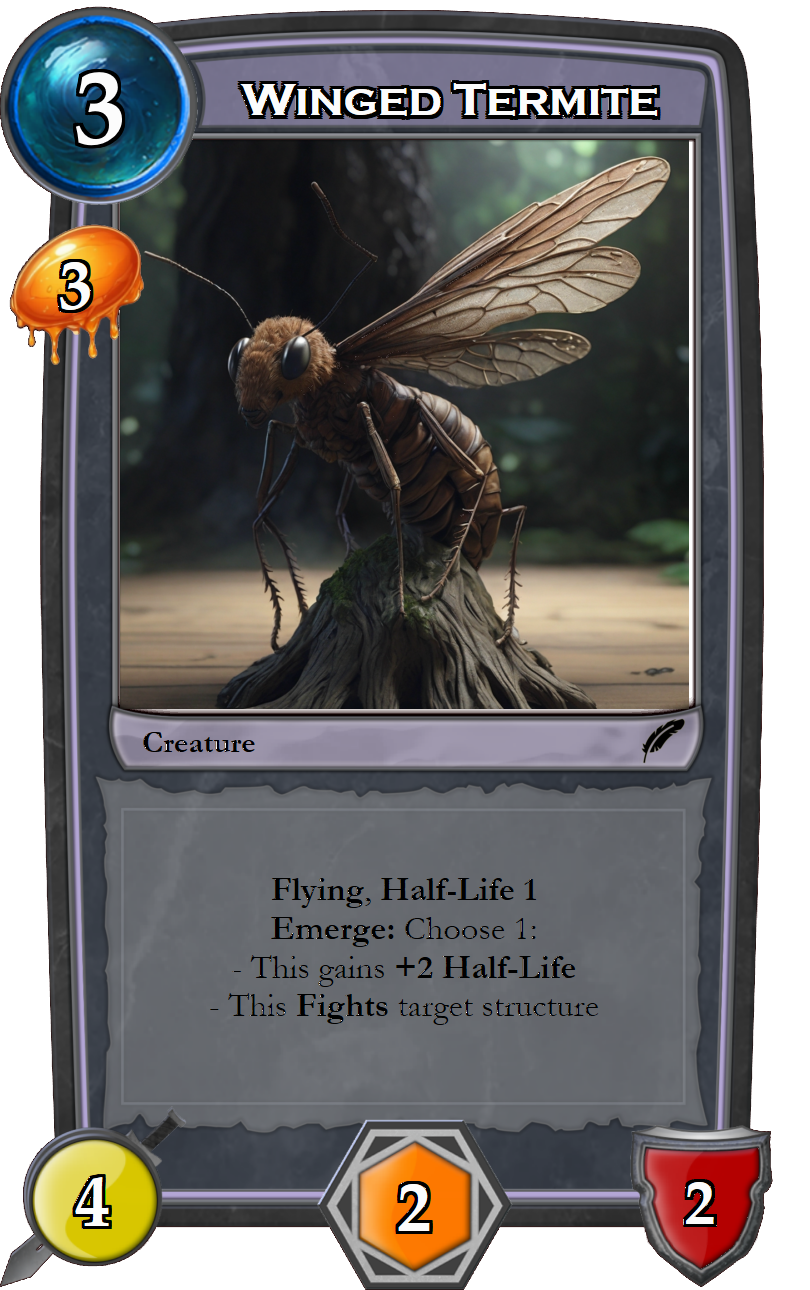 3
Winged Termite
3
Creature
Flying, Half-Life 1
Emerge: Choose 1:
- This gains +2 Half-Life
- This Fights target structure
4
2
2